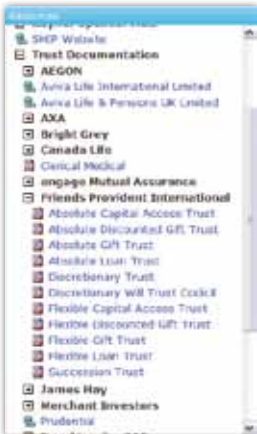 Resources
SHIP Website
Trust Documentation
AEGON
Aviva Life International Limited
Aviva Life & Pensions UK Limited
AXA
Bright Grey
Canada Life
Clerical Medical
engage Mutual Assurance
Friends Provident International
Absolute Capital Access Trust
Absolute Discounted Gift Trust
Absolute Gift Trust
Absolute Loan Trust
Discretionary Trust
Discretionary Will Trust Codicil
Flexible Capital Access Trust
Flexible Discounted Gift Trust
Flexible Gift Trust
Flexible Loan Trust
Succession Trust
James Hay
Merchant Investors
Prudential